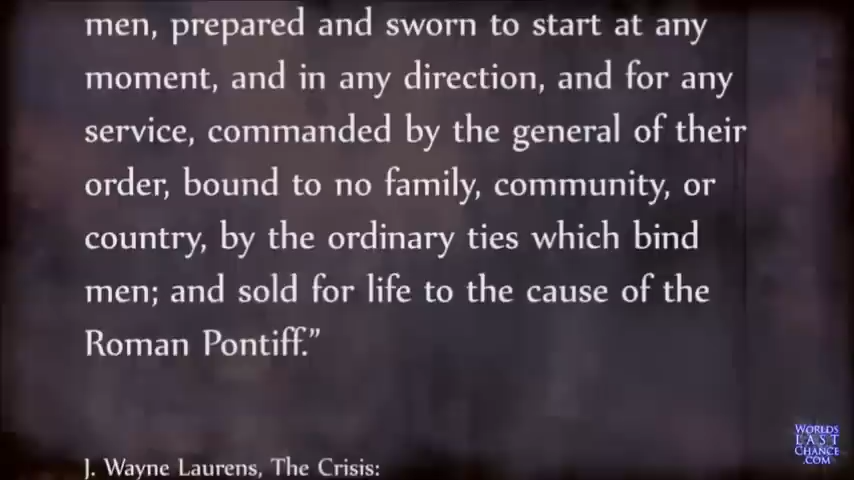 men, prepared and sworn to start at any
moment, and in any direction, and for any
service, commanded by the general of their
order, bound to no family, community, or
country, by the ordinary ties which bind
men; and sold for life to the cause of the
Roman Pontiff.”
J. Wayne Laurens, The Crisis:
WORLDS
LAST
CHANCE
.COM